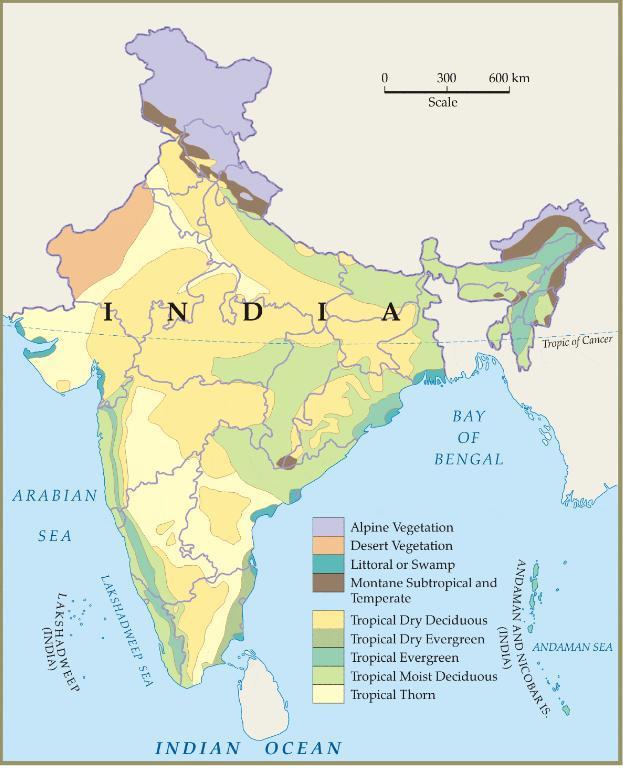 0 300 600 km
Scale
I N D I A
Tropic of Cancer
BAY
OF
BENGAL
ARABIAN
SEA
Alpine Vegetation
Desert Vegetation
Littoral or Swamp
Montane Subtropical and
Temperate
Tropical Dry Deciduous
Tropical Dry Evergreen
Tropical Evergreen
Tropical Moist Deciduous
Tropical Thorn
LAKSHADWEEP
(INDIA)
LAKSHADWEEP SEA
ANDAMAN AND NICOBAR IS.
(INDIA)
ANDAMAN SEA
INDIAN OCEAN